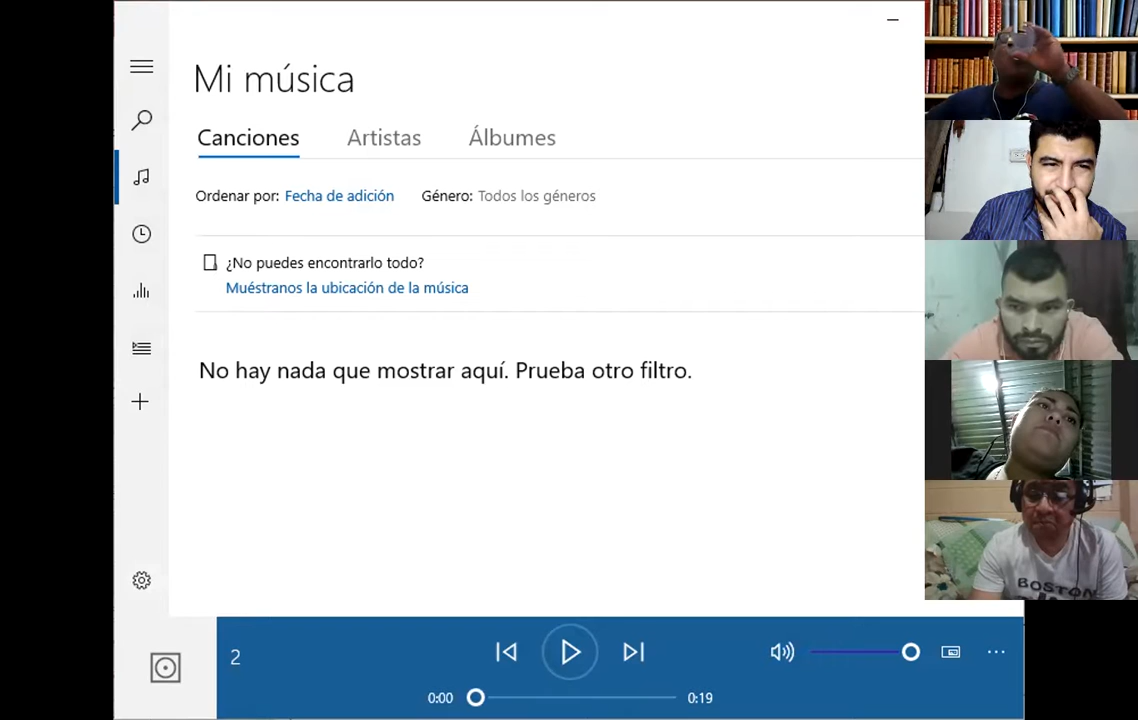 Mi música
Canciones Artistas Álbumes
Ordenar por: Fecha de adición Género: Todos los géneros
¿No puedes encontrarlo todo?
Muéstranos la ubicación de la música
No hay nada que mostrar aquí. Prueba otro filtro.
BOSTON
2
0:00 0:19